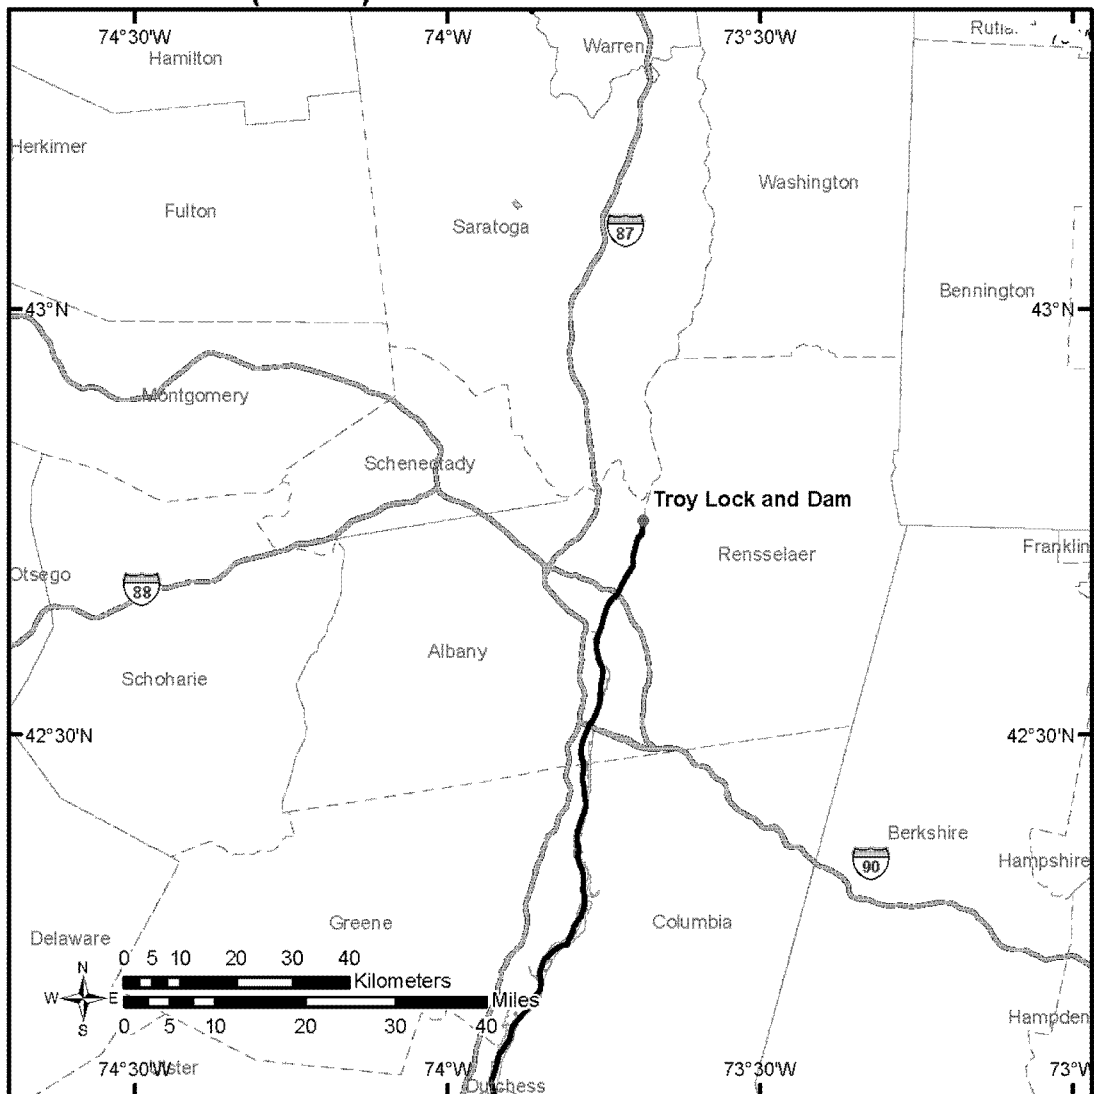 74°30'W 74°W 73°30'W
Hamilton
Warren
Herkimer
Fulton
Washington
Saratoga
87
Bennington
43°N 43°N
Montgomery
Schenectady
Troy Lock and Dam
Rensselaer
Franklin
Otsego
88
Albany
Schoharie
42°30'N 42°30'N
Berkshire
Hampshire
90
Greene
Columbia
Delaware
0 5 10 20 30 40
Kilometers
N
W E
S
Miles
0 5 10 20 30 40
Hampden
74°30'W 74°W 73°30'W 73°W
Ulster
Dutchess